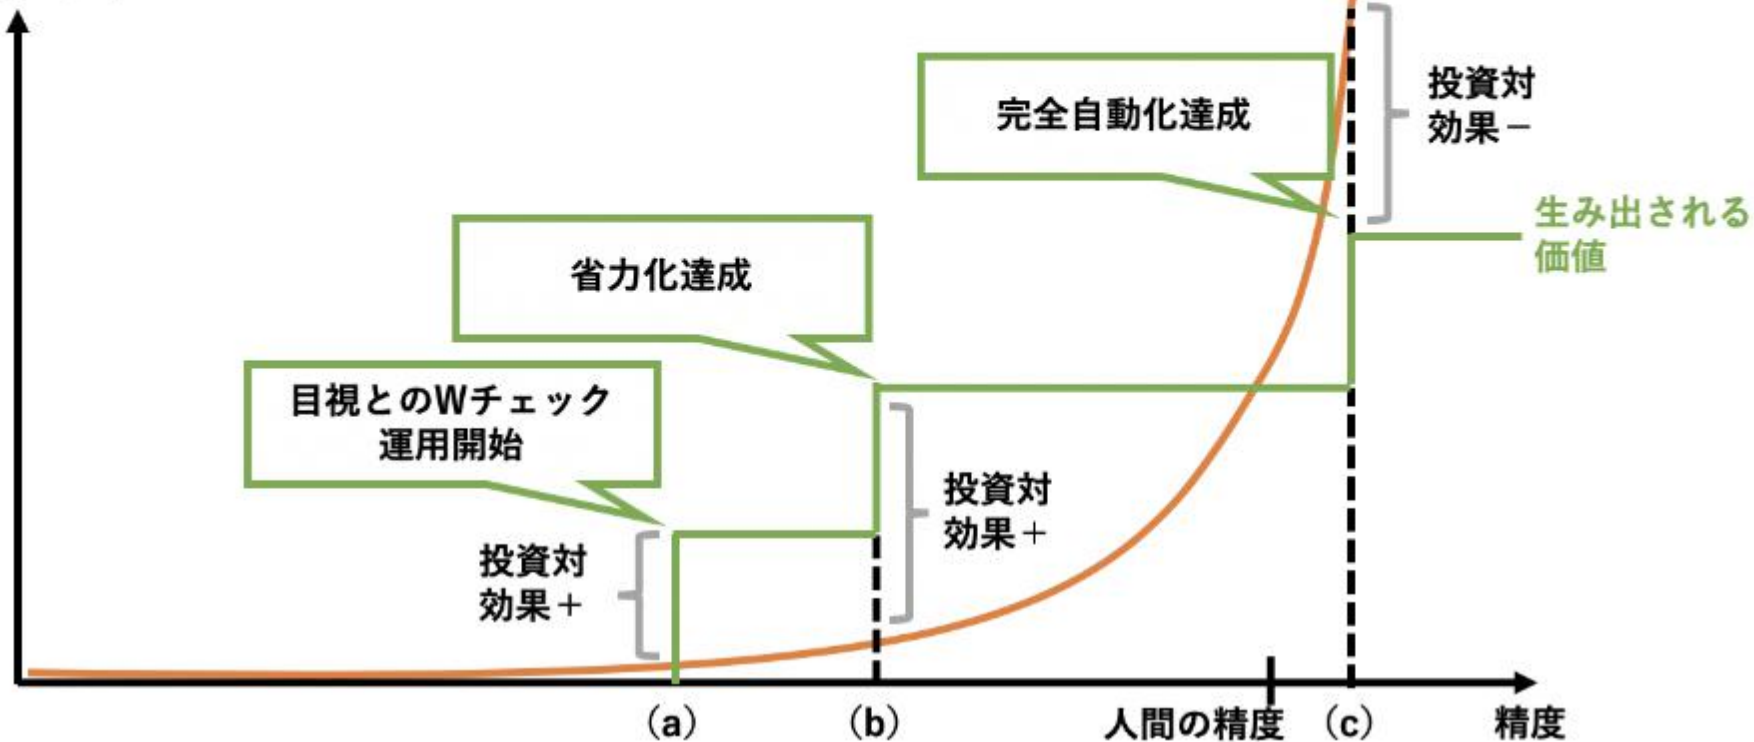 完全自動化達成
投資対
効果−
生み出される
価値
省力化達成
目視とのWチェック
運用開始
投資対
効果＋
投資対
効果＋
(a)
(b)
人間の精度
(c)
精度